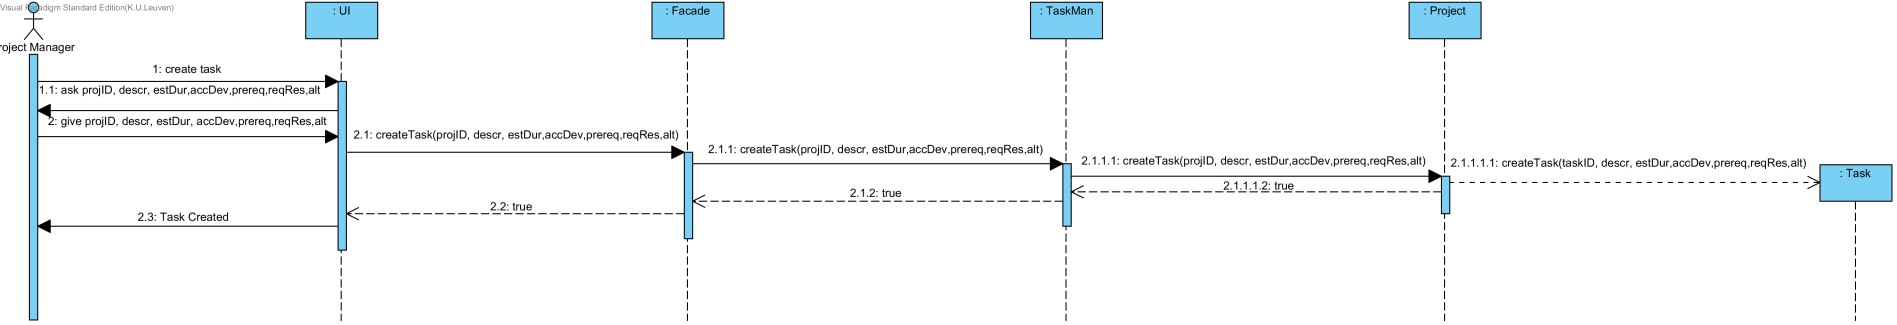 Visual Paradigm Standard Edition(K.U.Leuven)
: UI
: Facade
: TaskMan
: Project
roject Manager
1: create task
1.1: ask projID, descr, estDur,accDev,prereq,reqRes,alt
2: give projID, descr, estDur, accDev,prereq,reqRes,alt
2.1: createTask(projID, descr, estDur,accDev,prereq,reqRes,alt)
2.1.1: createTask(projID, descr, estDur,accDev,prereq,reqRes,alt)
2.1.1.1: createTask(projID, descr, estDur,accDev,prereq,reqRes,alt)
2.1.1.1.1: createTask(taskID, descr, estDur,accDev,prereq,reqRes,alt)
: Task
2.1.1.1.2: true
2.1.2: true
2.2: true
2.3: Task Created